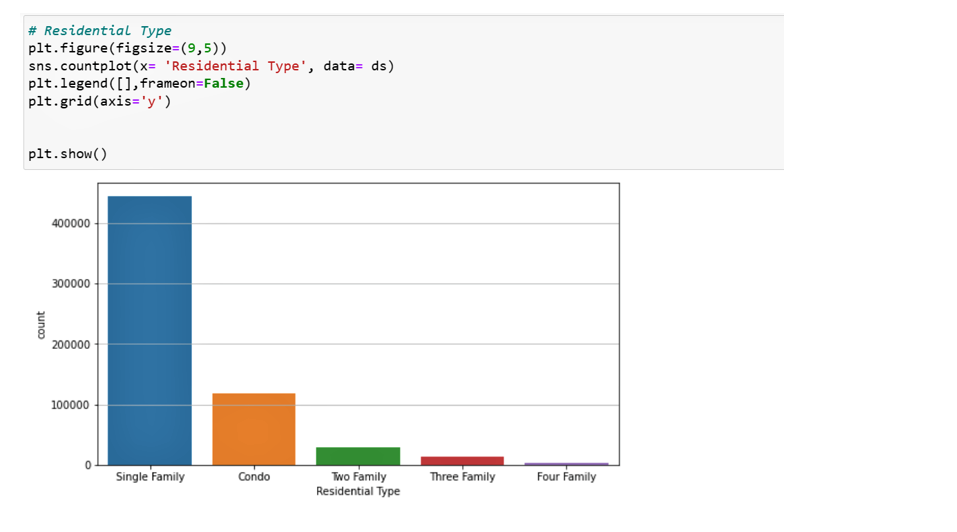 # Residential Type
plt.figure(figsize=(9,5))
sns.countplot(x= 'Residential Type', data= ds)
plt.legend([],frameon=False)
plt.grid(axis='y')
plt.show()
400000
300000
200000
100000
0
count
Single Family Condo Two Family Three Family Four Family
Residential Type